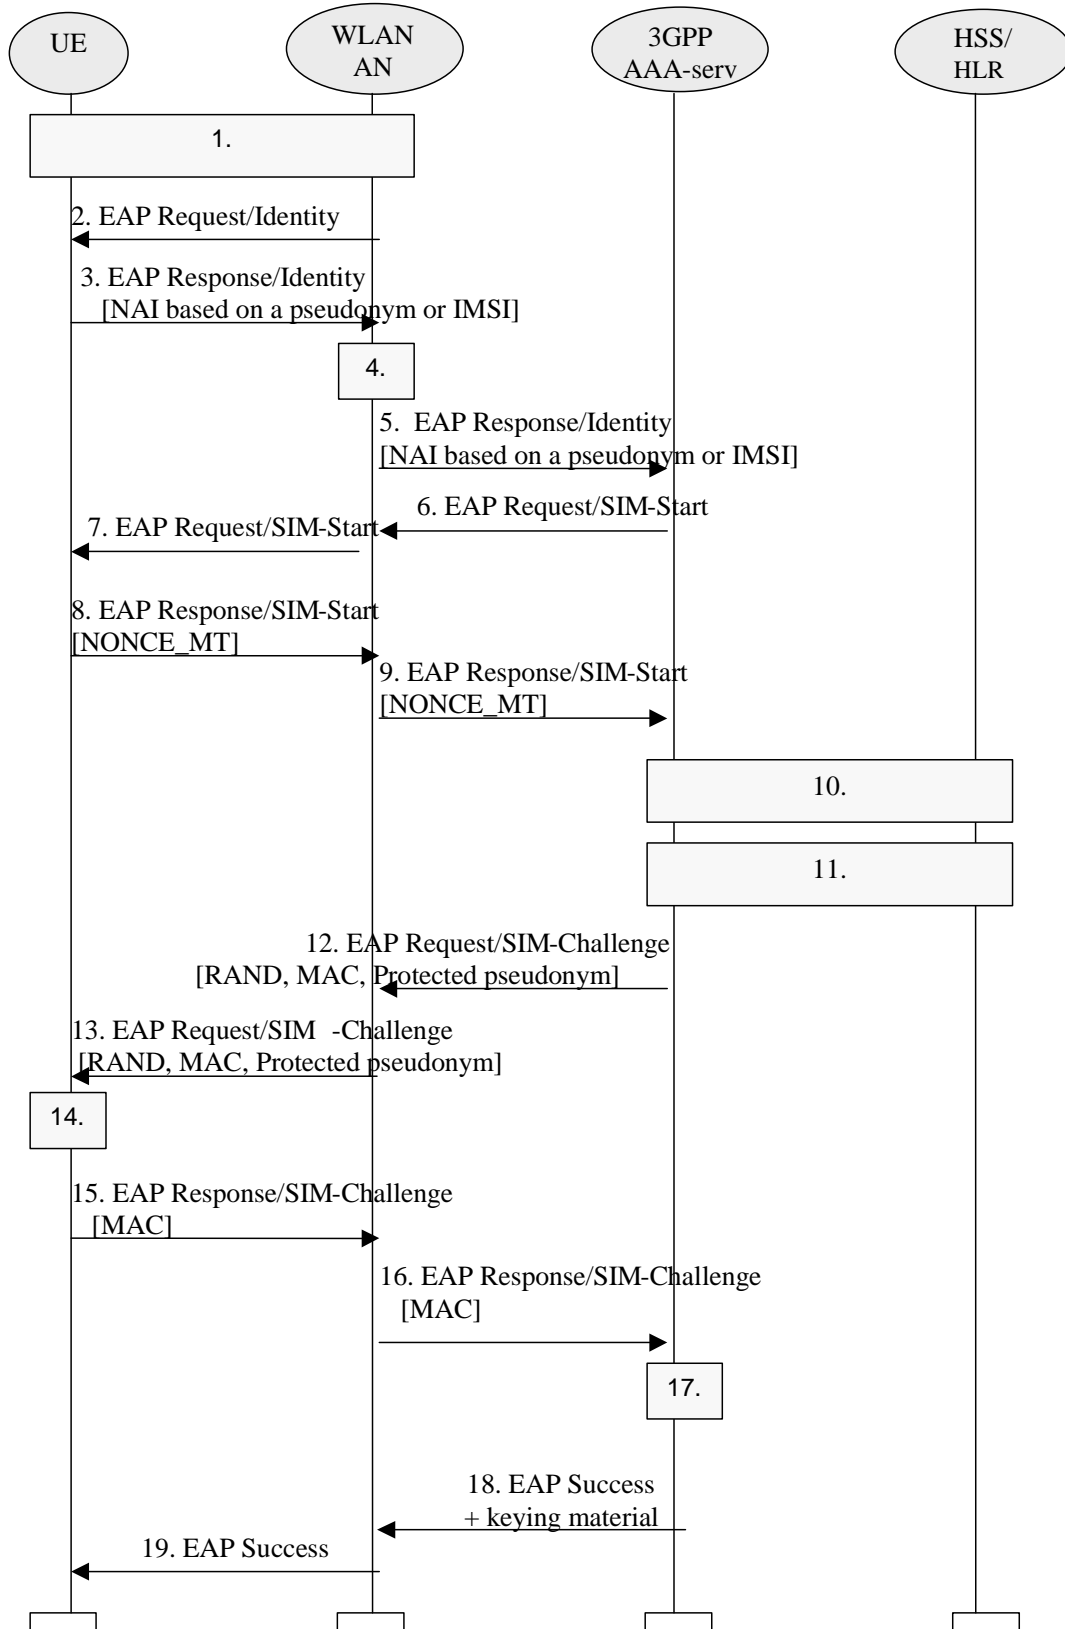 UE
WLAN
AN
3GPP
AAA-serv
HSS/
HLR
1.
2. EAP Request/Identity
3. EAP Response/Identity
[NAI based on a pseudonym or IMSI]
4.
5. EAP Response/Identity
[NAI based on a pseudonym or IMSI]
6. EAP Request/SIM-Start
7. EAP Request/SIM-Start
8. EAP Response/SIM-Start
[NONCE_MT]
9. EAP Response/SIM-Start
[NONCE_MT]
10.
11.
12. EAP Request/SIM-Challenge
[RAND, MAC, Protected pseudonym]
13. EAP Request/SIM -Challenge
[RAND, MAC, Protected pseudonym]
14.
15. EAP Response/SIM-Challenge
[MAC]
16. EAP Response/SIM-Challenge
[MAC]
17.
18. EAP Success
+ keying material
19. EAP Success